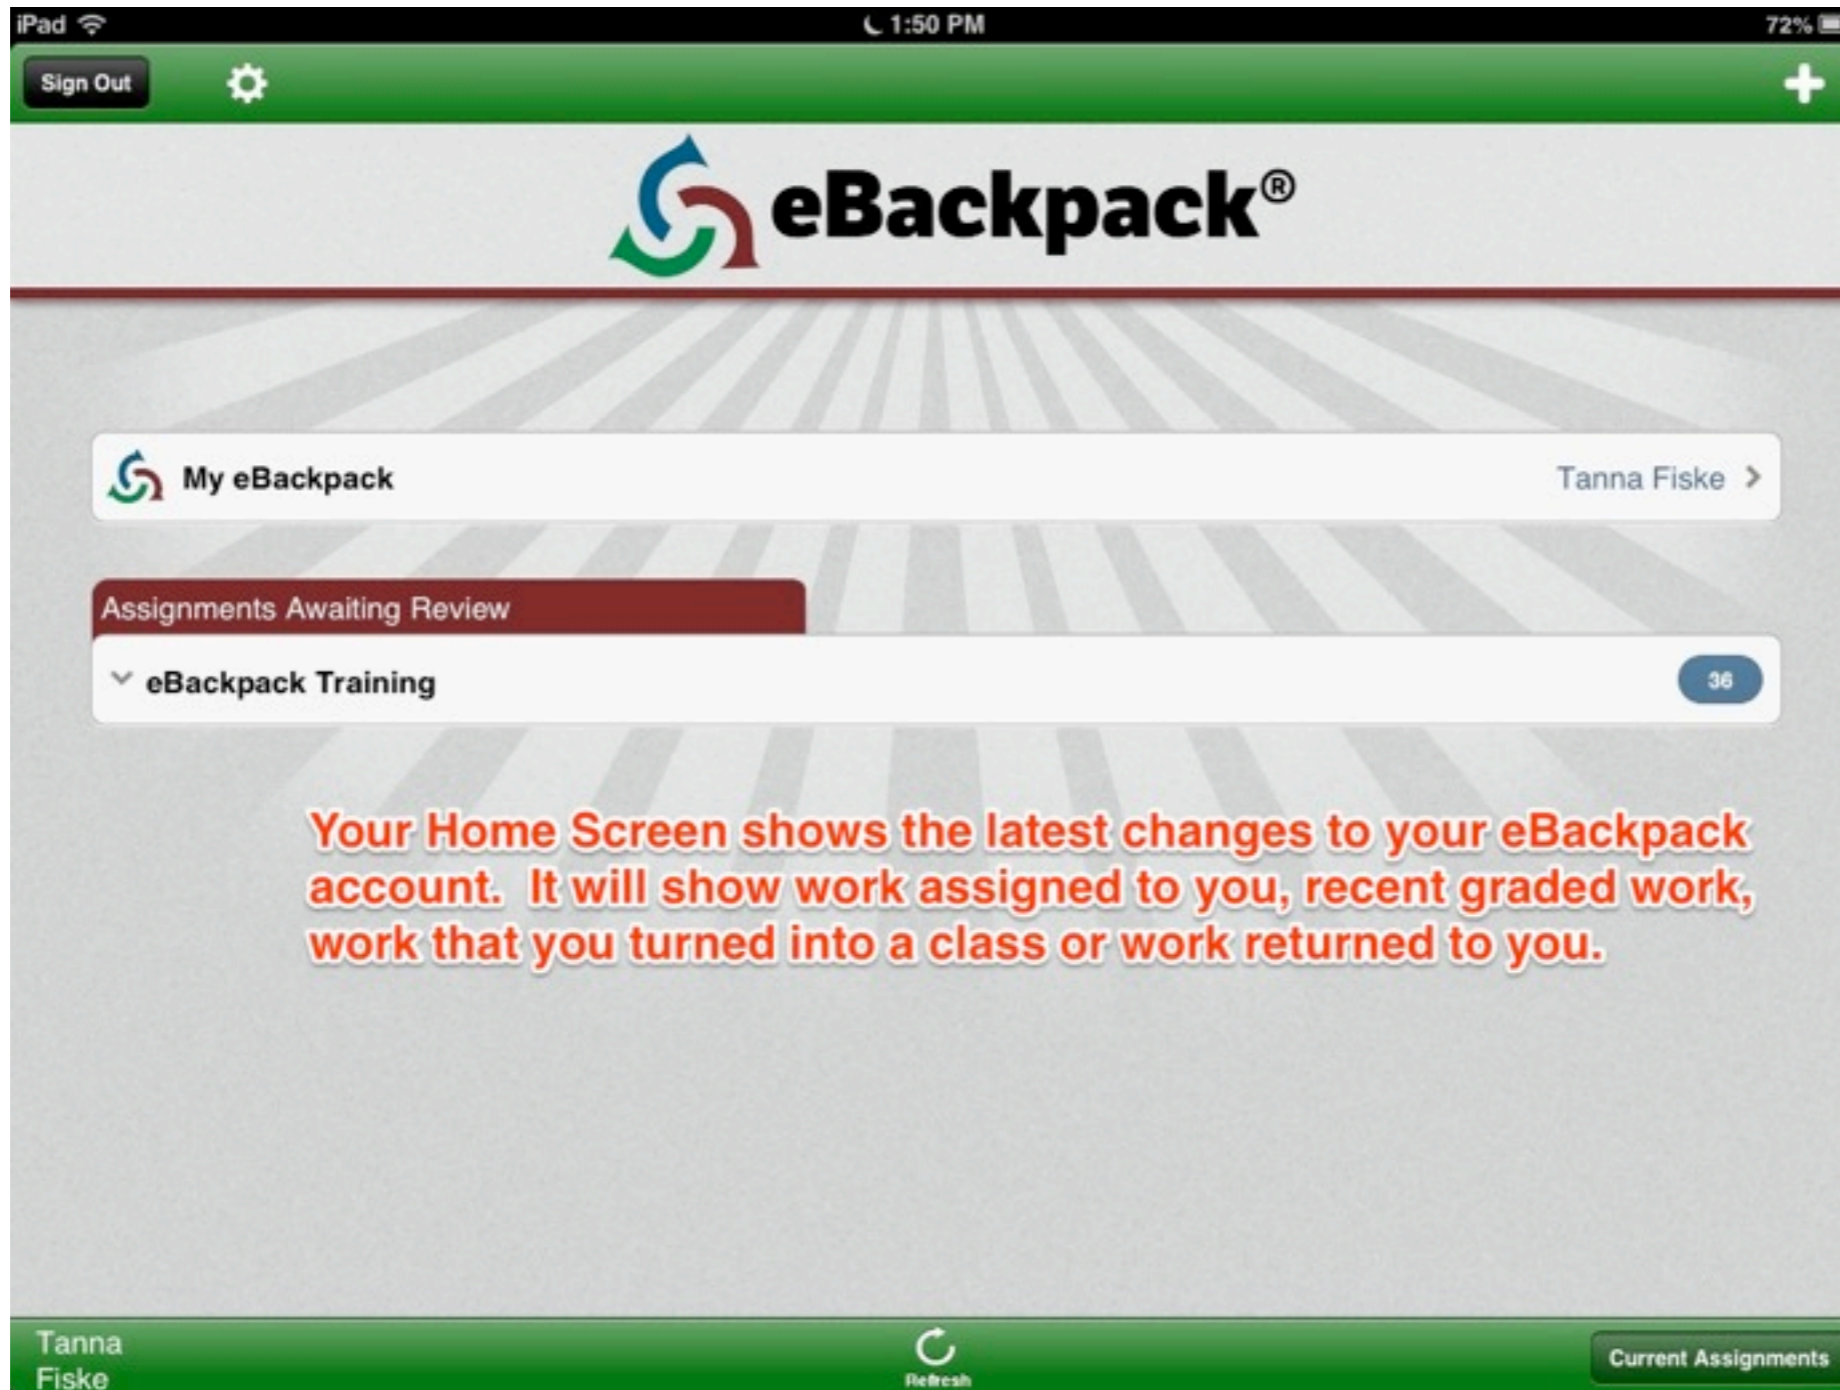 iPad 1:50 PM 72%
Sign Out
eBackpack®
My eBackpack Tanna Fiske
Assignments Awaiting Review
eBackpack Training 36
Your Home Screen shows the latest changes to your eBackpack
account. It will show work assigned to you, recent graded work,
work that you turned into a class or work returned to you.
Tanna
Fiske
Refresh
Current Assignments